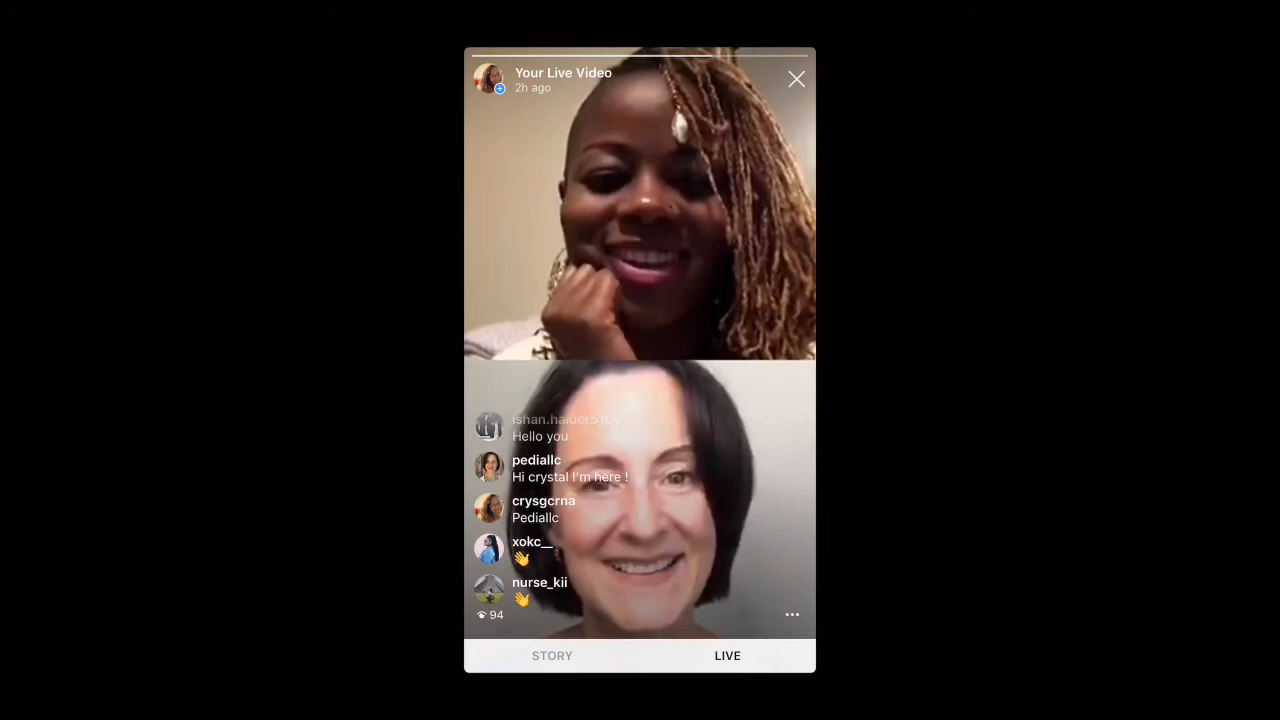 Your Live Video
2h ago
Hello you
pediallc
Hi crystal I'm here !
crysgcrna
Pediallc
xokc__
nurse_kii
94
STORY
LIVE